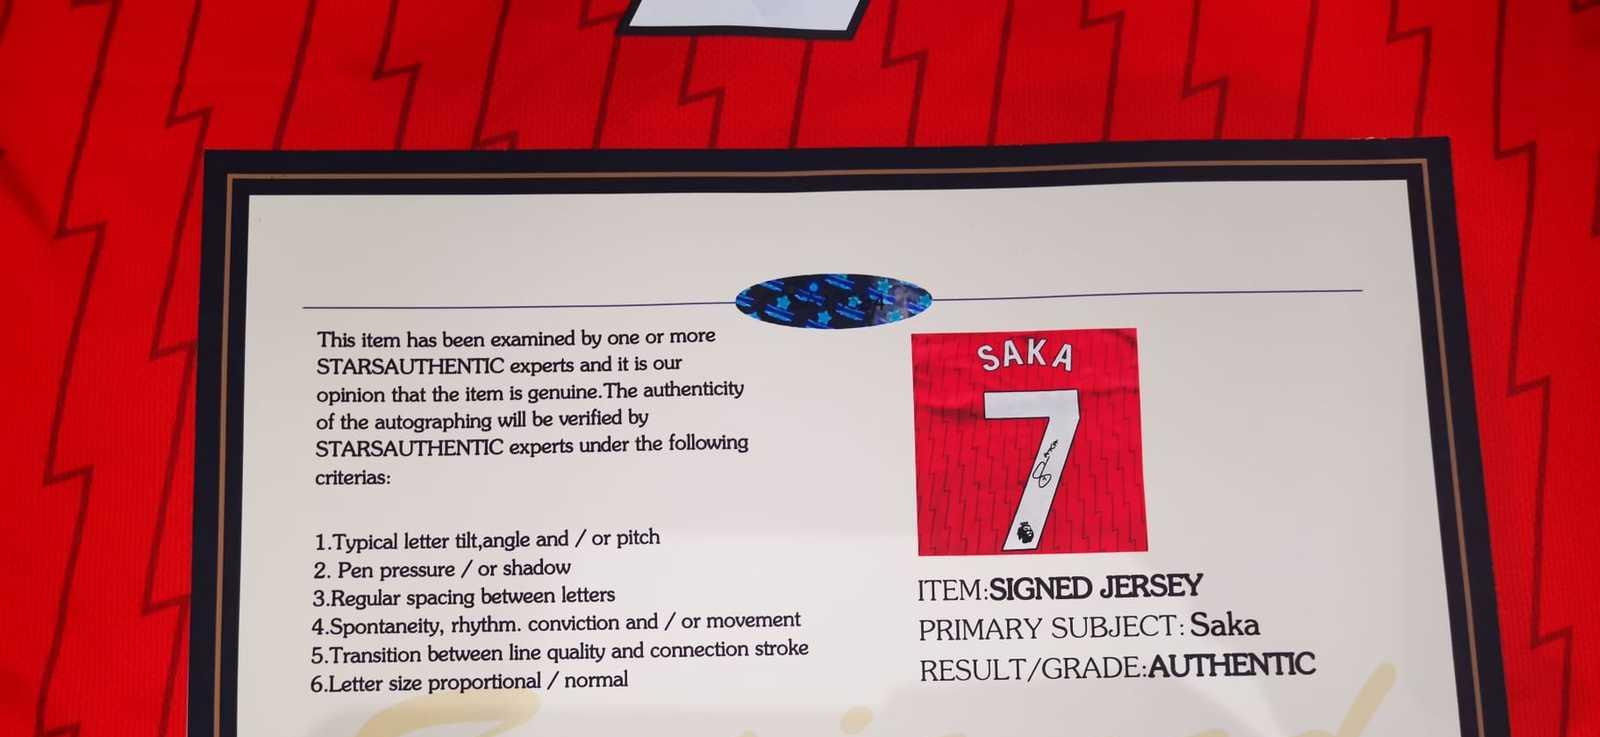 This item has been examined by one or more
STARSAUTHENTIC experts and it is our
opinion that the item is genuine.The authenticity
of the autographing will be verified by
STARSAUTHENTIC experts under the following
criterias:
1.Typical letter tilt,angle and / or pitch
2. Pen pressure / or shadow
3.Regular spacing between letters
4.Spontaneity, rhythm. conviction and / or movement
5.Transition between line quality and connection stroke
6.Letter size proportional / normal
SAKA
7
ITEM:SIGNED JERSEY
PRIMARY SUBJECT: Saka
RESULT/GRADE:AUTHENTIC